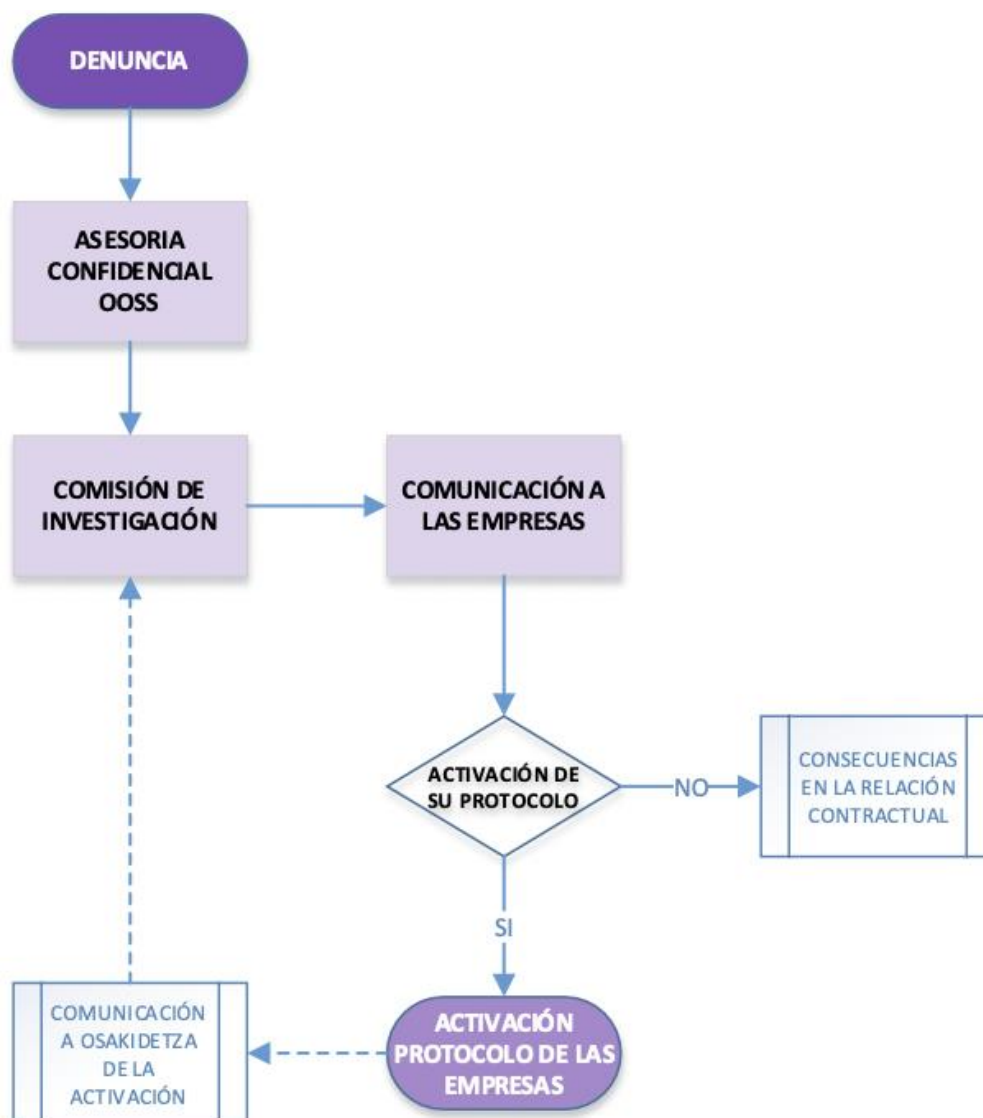 DENUNCIA
ASESORIA
CONFIDENCIAL
OOSS
COMISIÓN DE
INVESTIGACIÓN
COMUNICACIÓN A
LAS EMPRESAS
ACTIVACIÓN DE
SU PROTOCOLO
NO
CONSECUENCIAS
EN LA RELACIÓN
CONTRACTUAL
SI
ACTIVACIÓN
PROTOCOLO DE LAS
EMPRESAS
COMUNICACIÓN
A OSAKIDETZA
DE LA
ACTIVACIÓN